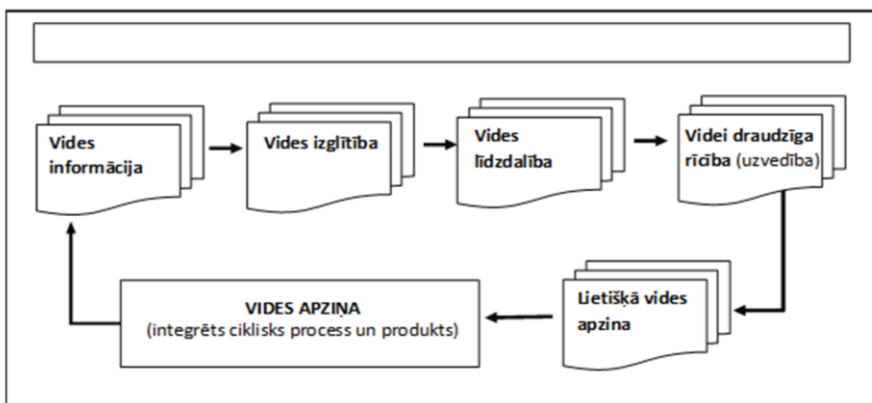 Vides
informācija
Vides izglītība
Vides
līdzdalība
Videi draudzīga
rīcība (uzvedība)
Lietišķā vides
apzina
VIDES APZIŅA
(integrēts ciklisks process un produkts)